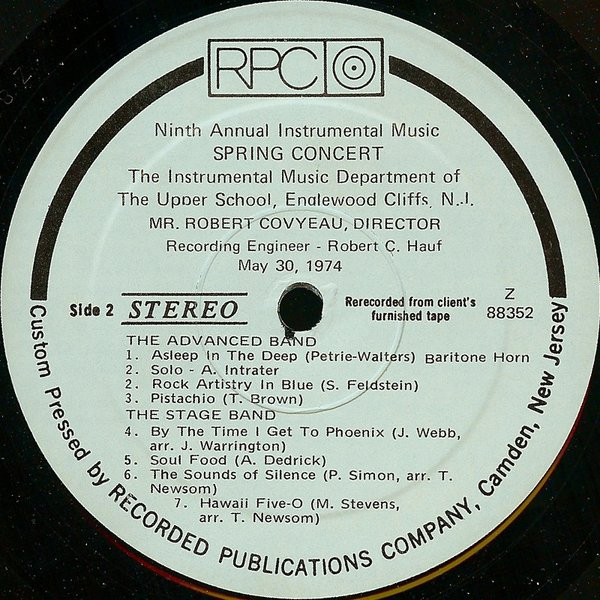 RPC
Ninth Annual Instrumental Music
SPRING CONCERT
The Instrumental Music Department of
The Upper School, Englewood Cliffs, N.J.
MR. ROBERT COVYEAU, DIRECTOR
Recording Engineer - Robert C. Hauf
May 30, 1974
Side 2 STEREO
Rerecorded from client's
furnished tape
Z
88352
THE ADVANCED BAND
1. Asleep In The Deep (Petrie-Walters) Baritone Horn
2. Solo - A. Intrater
2. Rock Artistry In Blue (S. Feldstein)
3. Pistachio (T. Brown)
THE STAGE BAND
4. By The Time I Get To Phoenix (J. Webb,
arr. J. Warrington)
5. Soul Food (A. Dedrick)
6. The Sounds of Silence (P. Simon, arr. T.
Newsom)
7. Hawaii Five-O (M. Stevens,
arr. T. Newsom)
Custom Pressed by RECORDED PUBLICATIONS COMPANY, Camden, New Jersey